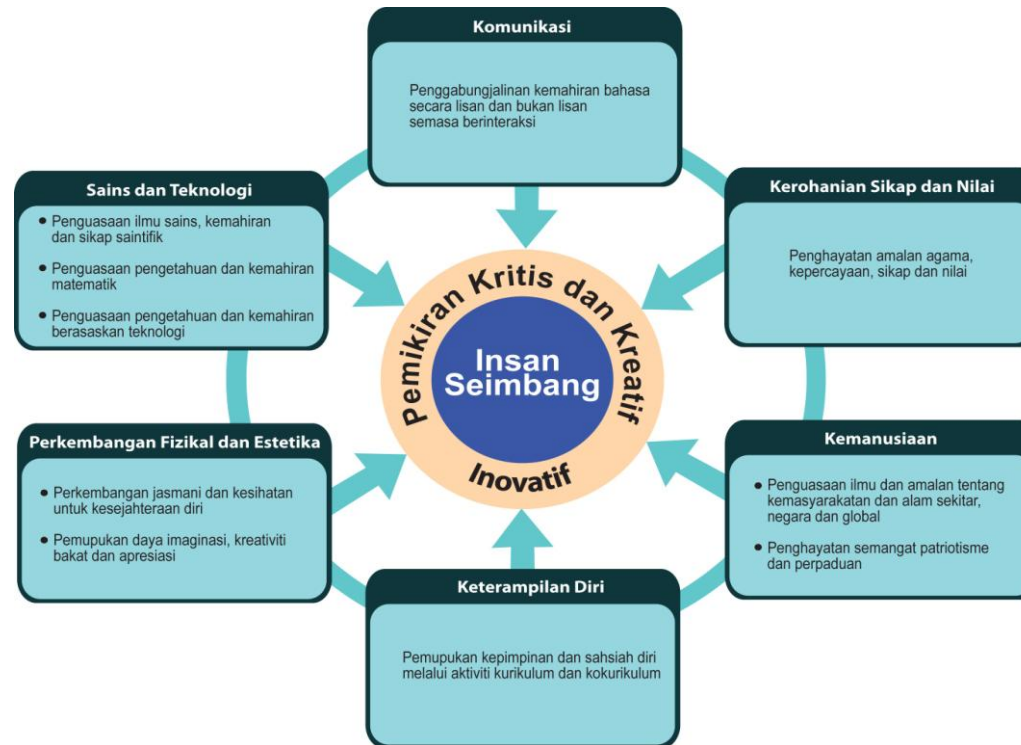 Komunikasi
Penggabungjalinan kemahiran bahasa
secara lisan dan bukan lisan
semasa berinteraksi
Sains dan Teknologi
• Penguasaan ilmu sains, kemahiran
dan sikap saintifik
• Penguasaan pengetahuan dan kemahiran
matematik
• Penguasaan pengetahuan dan kemahiran
berasaskan teknologi
Kerohanian Sikap dan Nilai
Penghayatan amalan agama,
kepercayaan, sikap dan nilai
Pemikiran Kritis dan Kreatif
Insan
Seimbang
Inovatif
Perkembangan Fizikal dan Estetika
• Perkembangan jasmani dan kesihatan
untuk kesejahteraan diri
• Pemupukan daya imaginasi, kreativiti
bakat dan apresiasi
Kemanusiaan
• Penguasaan ilmu dan amalan tentang
kemasyarakatan dan alam sekitar,
negara dan global
• Penghayatan semangat patriotisme
dan perpaduan
Keterampilan Diri
Pemupukan kepimpinan dan sahsiah diri
melalui aktiviti kurikulum dan kokurikulum